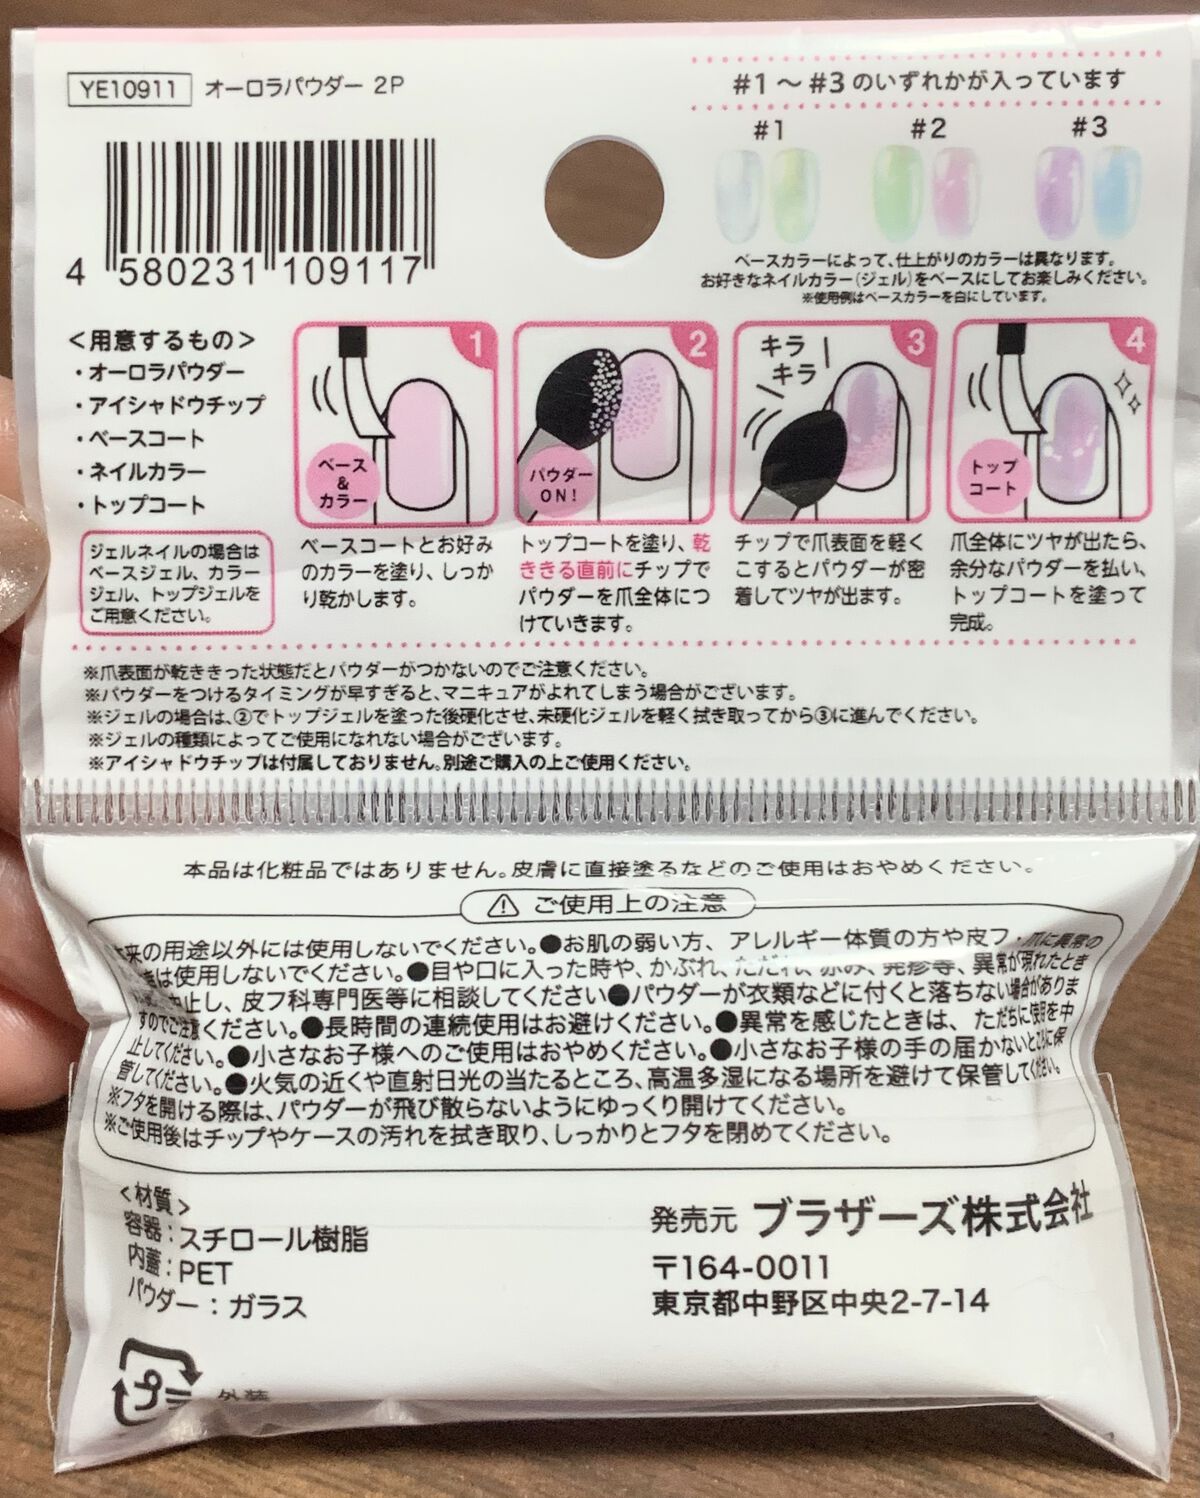 YE10911 オーロラパウダー 2P
4 580231 109117
#1～#3のいずれかが入っています
#1 #2 #3
ベースカラーによって、仕上がりのカラーは異なります。
お好きなネイルカラー(ジェル)をベースにしてお楽しみください。
※使用例はベースカラーを白にしています。
＜用意するもの＞
・オーロラパウダー
・アイシャドウチップ
・ベースコート
・ネイルカラー
・トップコート
ジェルネイルの場合は
ベースジェル、カラー
ジェル、トップジェルを
ご用意ください。
1
ベース
&
カラー
ベースコートとお好み
のカラーを塗り、しっか
り乾かします。
2
パウダー
ON!
トップコートを塗り、乾
ききる直前にチップで
パウダーを爪全体につ
けていきます。
3
キラ
キラ
チップで爪表面を軽く
こするとパウダーが密
着してツヤが出ます。
4
トップ
コート
爪全体にツヤが出たら、
余分なパウダーを払い、
トップコートを塗って
完成。
※爪表面が乾ききった状態だとパウダーがつかないのでご注意ください。
※パウダーをつけるタイミングが早すぎると、マニキュアがよれてしまう場合がございます。
※ジェルの場合は、②でトップジェルを塗った後硬化させ、未硬化ジェルを軽く拭き取ってから③に進んでください。
※ジェルの種類によってご使用になれない場合がございます。
※アイシャドウチップは付属しておりません。別途ご購入の上ご使用ください。
本品は化粧品ではありません。皮膚に直接塗るなどのご使用はおやめください。
ご使用上の注意
来の用途以外には使用しないでください。●お肌の弱い方、アレルギー体質の方や皮フ・爪に異常の
は使用しないでください。●目や口に入った時や、かぶれ、ただれ、赤み、発疹等、異常が現れたとき
中止し、皮フ科専門医等に相談してください●パウダーが衣類などに付くと落ちない場合がありま
すのでご注意ください。●長時間の連続使用はお避けください。●異常を感じたときは、ただちに使用を中
止してください。●小さなお子様へのご使用はおやめください。●小さなお子様の手の届かないところに保
管してください。●火気の近くや直射日光の当たるところ、高温多湿になる場所を避けて保管してください。
※フタを開ける際は、パウダーが飛び散らないようにゆっくり開けてください。
※ご使用後はチップやケースの汚れを拭き取り、しっかりとフタを閉めてください。
＜材質＞
容器：スチロール樹脂
内蓋：PET
パウダー：ガラス
発売元 ブラザーズ株式会社
〒164-0011
東京都中野区中央2-7-14
外装